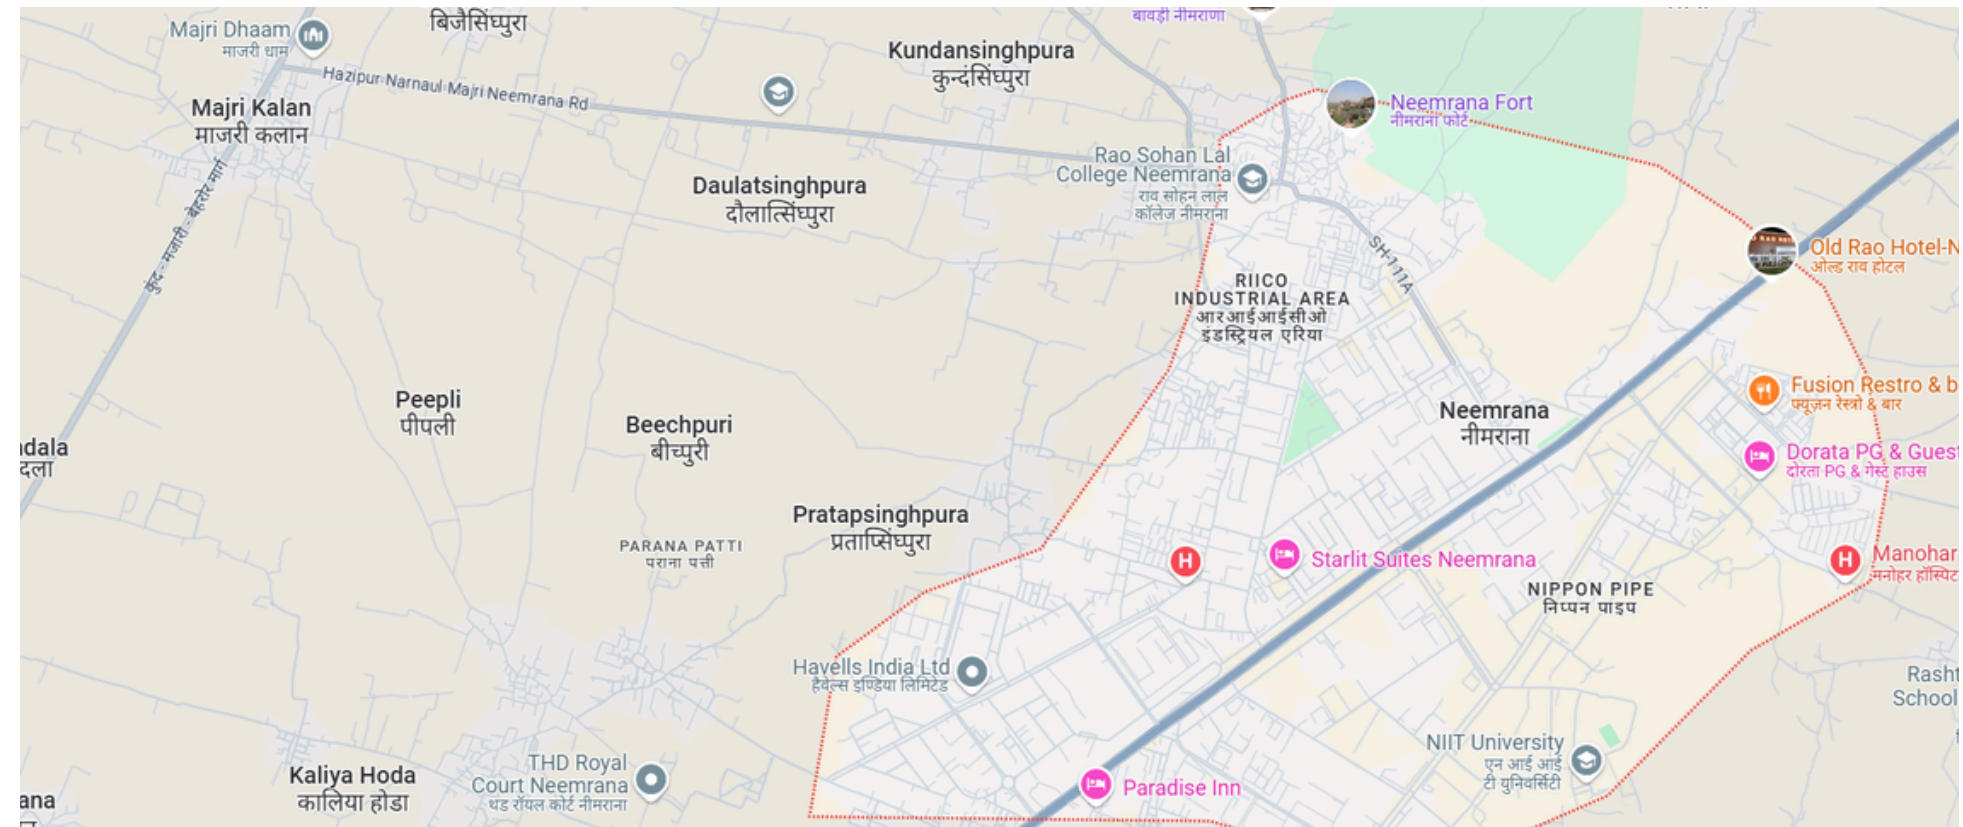 Majri Dhaam
माजरी धाम
बिजैसिंघ्पुरा
बावड़ी नीमराणा
Kundansinghpura
कुन्दंसिंघ्पुरा
Hazipur Narnaul Majri Neemrana Rd
Majri Kalan
माजरी कलान
Neemrana Fort
नीमराना फोर्ट
Rao Sohan Lal
College Neemrana
राव सोहन लाल
कॉलेज नीमराना
Daulatsinghpura
दौलात्सिंघ्पुरा
कुंद - मजारी - बेहरोर मार्ग
SH-111A
Old Rao Hotel-N
ओल्ड राव होटल
RIICO
INDUSTRIAL AREA
आरआईआईसीओ
इंडस्ट्रियल एरिया
Peepli
पीपली
Beechpuri
बीच्पुरी
Neemrana
नीमराना
Fusion Restro & b
फ्यूज़न रेस्त्रो & बार
dala
दला
Dorata PG & Guest
दोरता PG & गेस्ट हाउस
Pratapsinghpura
प्रताप्सिंघ्पुरा
PARANA PATTI
पराना पत्ती
H
Starlit Suites Neemrana
H
Manohar
मनोहर हॉस्पिट
NIPPON PIPE
निप्पन पाइप
Havells India Ltd
हैवेल्स इण्डिया लिमिटेड
Rasht
School
NIIT University
एन आई आई
टी युनिवर्सिटी
THD Royal
Court Neemrana
थड रॉयल कोर्ट नीमराना
Kaliya Hoda
कालिया होडा
Paradise Inn
ana